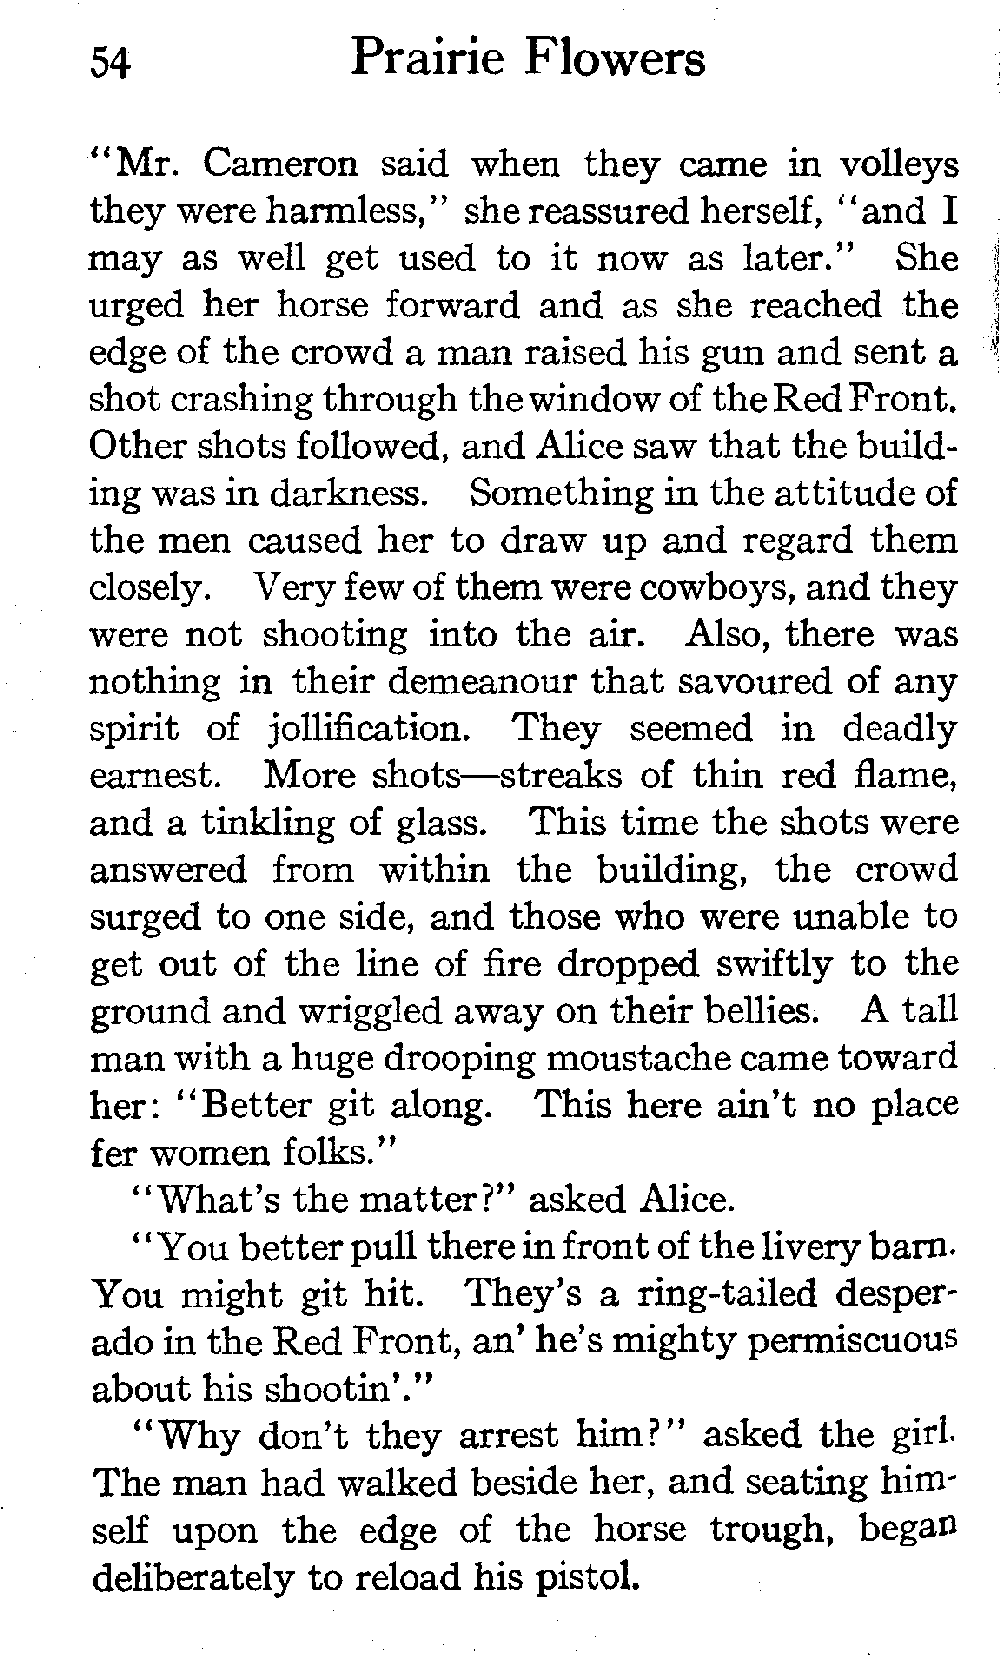 54 Prairie Flowers
“Mr. Cameron said when they came in volleys
they were harmless,” she reassured herself, “and I
may as well get used to it now as later.” She
urged her horse forward and as she reached the
edge of the crowd a man raised his gun and sent a
shot crashing through the window of the Red Front.
Other shots followed, and Alice saw that the build-
ing was in darkness. Something in the attitude of
the men caused her to draw up and regard them
closely. Very few of them were cowboys, and they
were not shooting into the air. Also, there was
nothing in their demeanour that savoured of any
spirit of jollification. They seemed in deadly
earnest. More shots—streaks of thin red flame,
and a tinkling of glass. This time the shots were
answered from within the building, the crowd
surged to one side, and those who were unable to
get out of the line of fire dropped swiftly to the
ground and wriggled away on their bellies. A tall
man with a huge drooping moustache came toward
her: “Better git along. This here ain’t no place
fer women folks.”
“What’s the matter?” asked Alice.
“You better pull there in front of the livery barn.
You might git hit. They’s a ring-tailed desper-
ado in the Red Front, an’ he’s mighty permiscuous
about his shootin’.”
“Why don’t they arrest him?” asked the girl.
The man had walked beside her, and seating him-
self upon the edge of the horse trough, began
deliberately to reload his pistol.